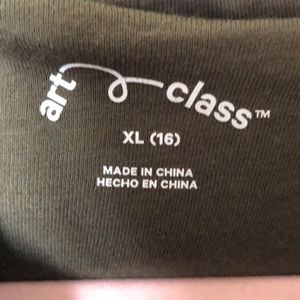 art class™
XL (16)
MADE IN CHINA
HECHO EN CHINA